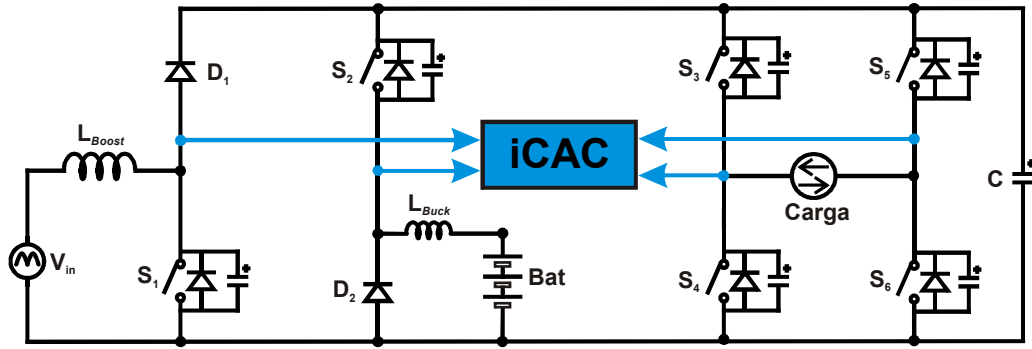 D1
S2
S3
S5
LBoost
iCAC
C
LBuck
Carga
Vin
S1
D2
Bat
S4
S6